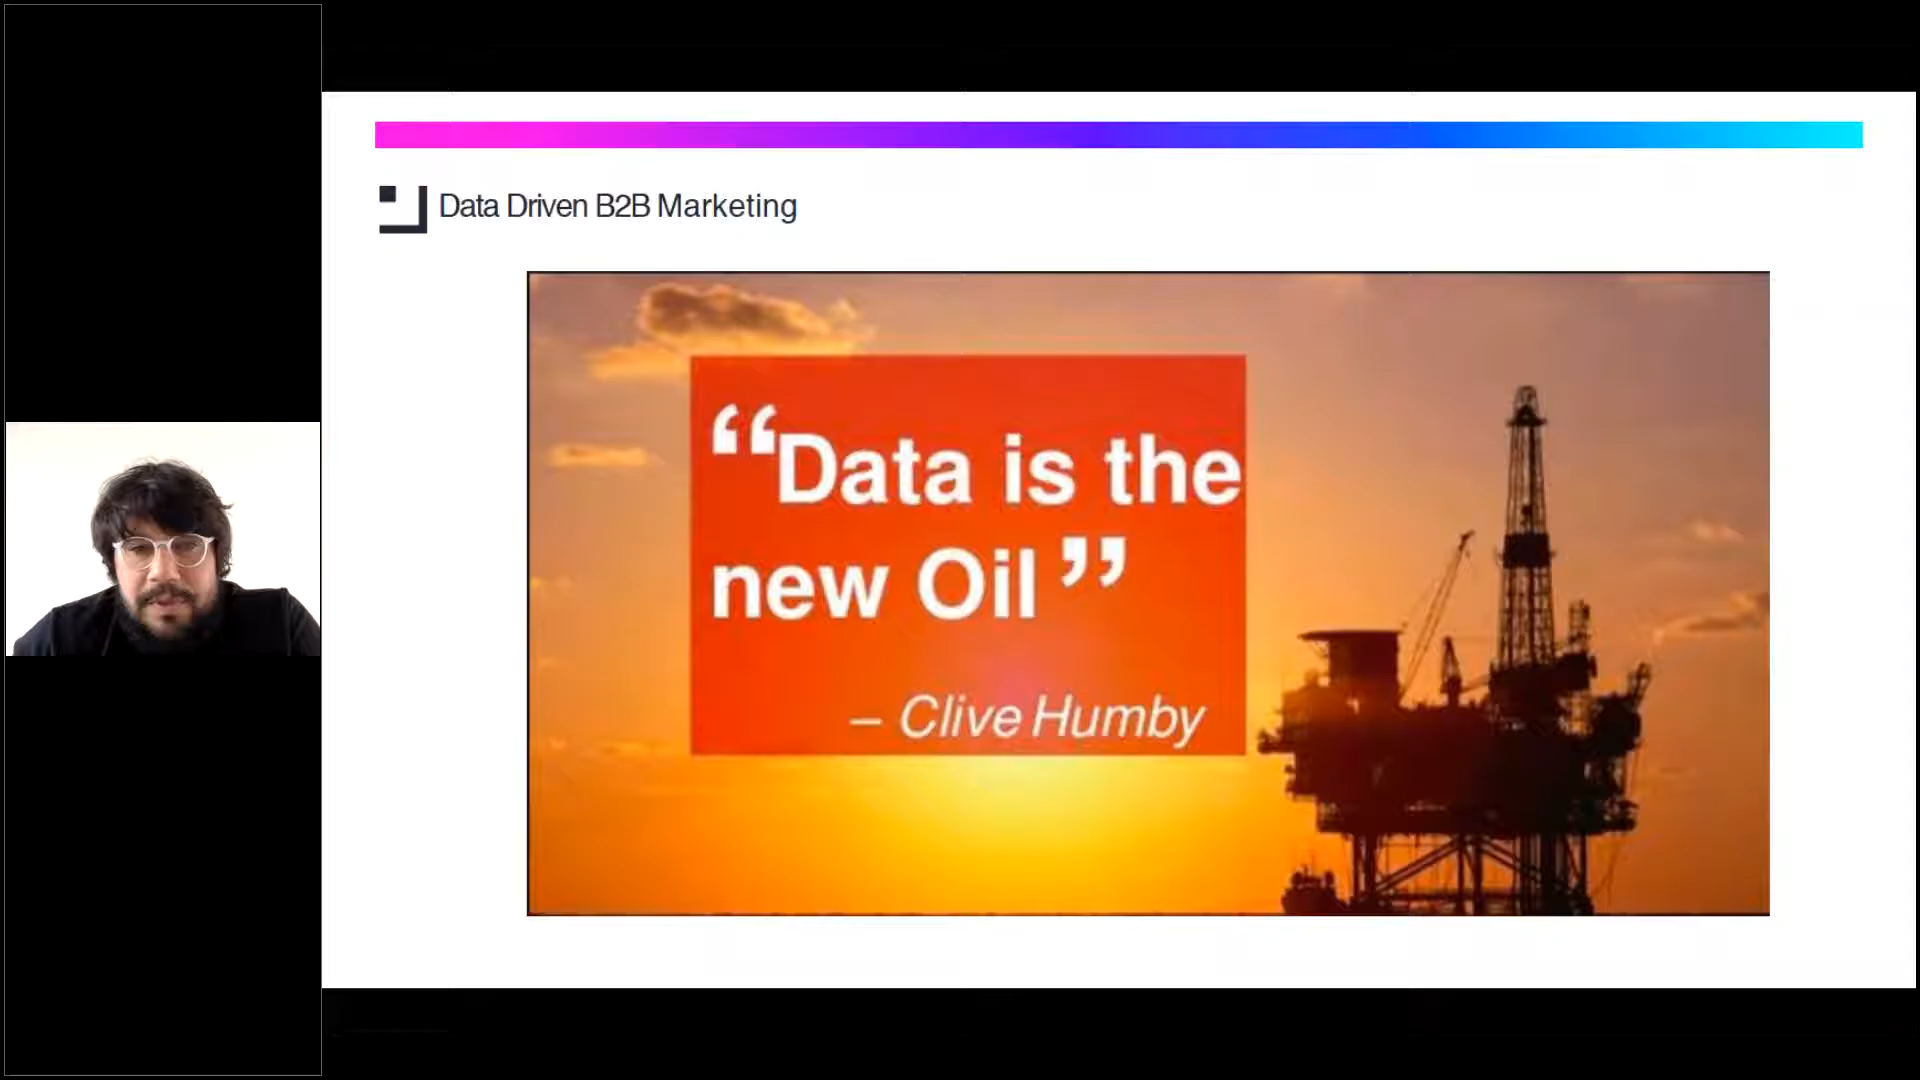 Data Driven B2B Marketing
“Data is the
new Oil”
– Clive Humby